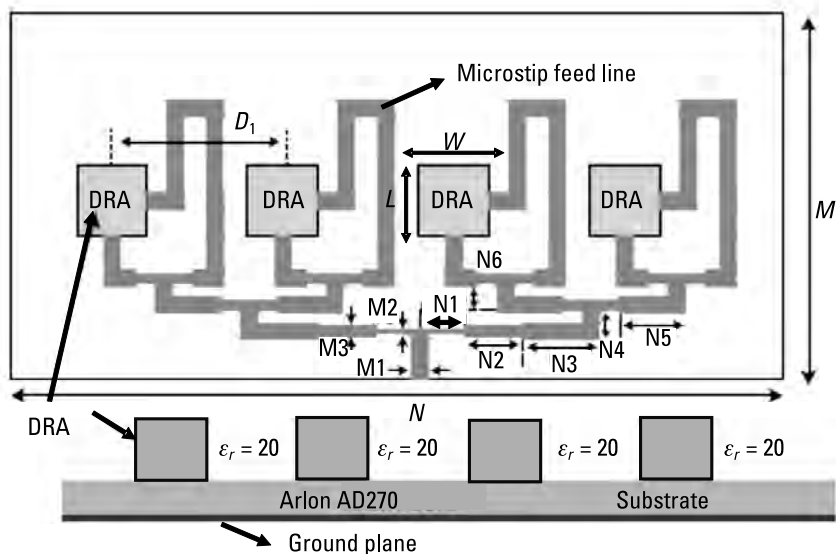 Microstip feed line
D1
W
DRA
DRA
L
DRA
DRA
M
N6
M2
N1
M3
N4
N5
M1
N2
N3
N
DRA
εr = 20
εr = 20
εr = 20
εr = 20
Arlon AD270
Substrate
Ground plane